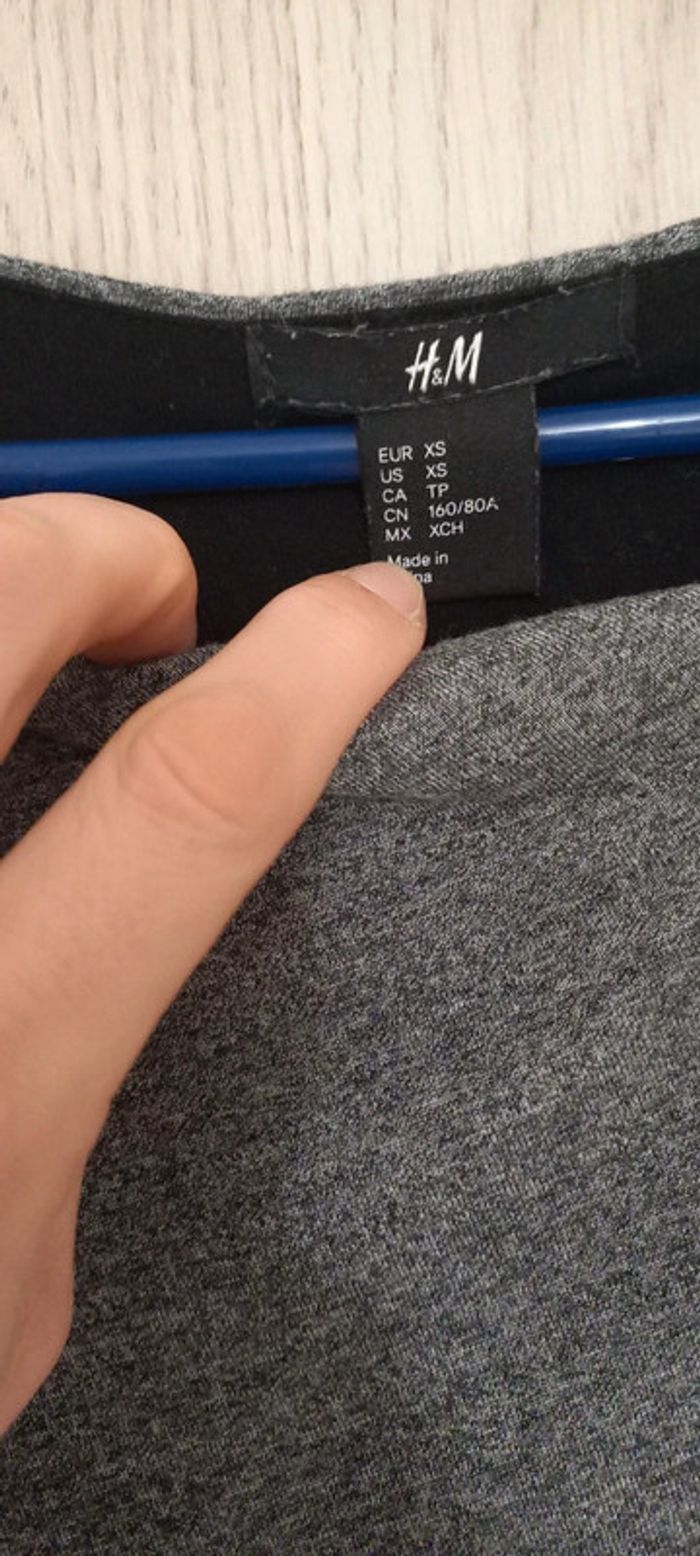 H&M
EUR XS
US XS
CA TP
CN 160/80A
MX XCH
Made in